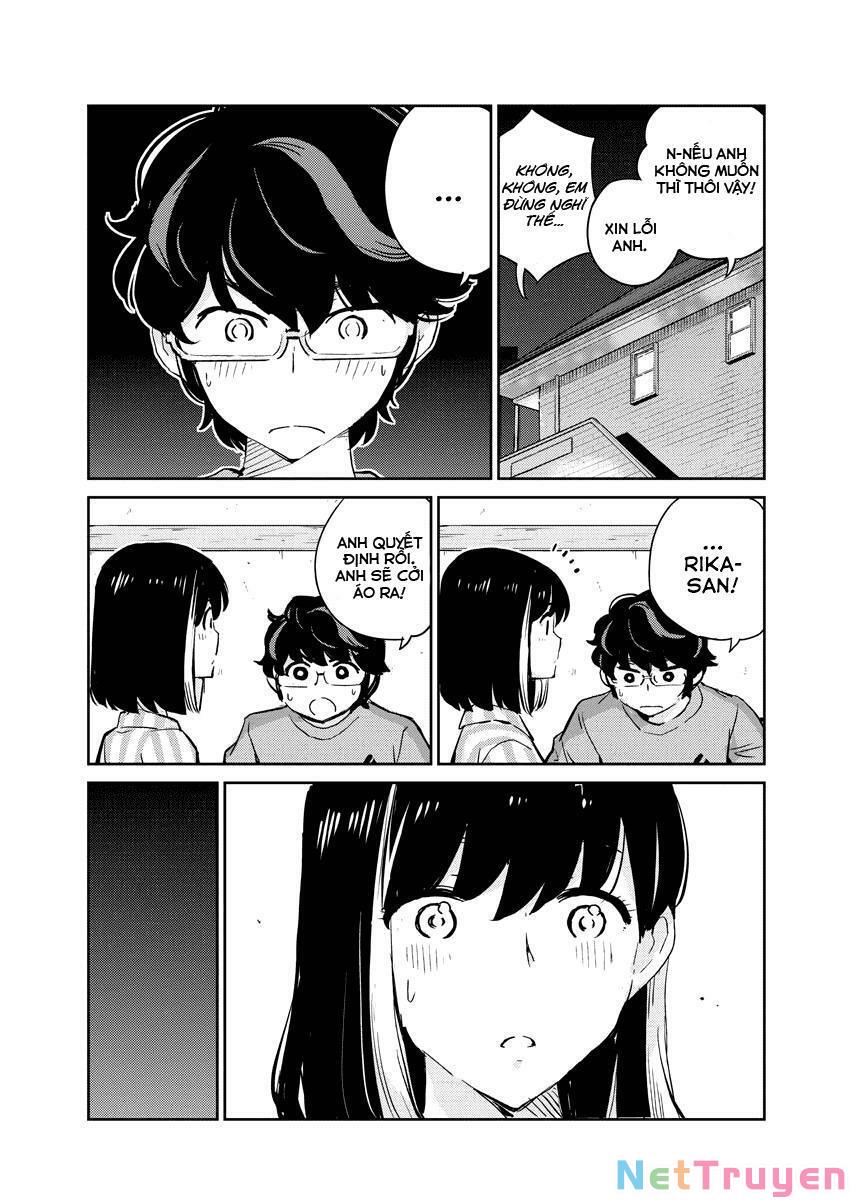 N-NẾU ANH
KHÔNG MUỐN
THÌ THÔI VẬY!
XIN LỖI
ANH.
KHÔNG,
KHÔNG, EM
ĐỪNG NGHĨ
THẾ...
...
...
RIKA-
SAN!
ANH QUYẾT
ĐỊNH RỒI.
ANH SẼ CỞI
ÁO RA!
NetTruyen